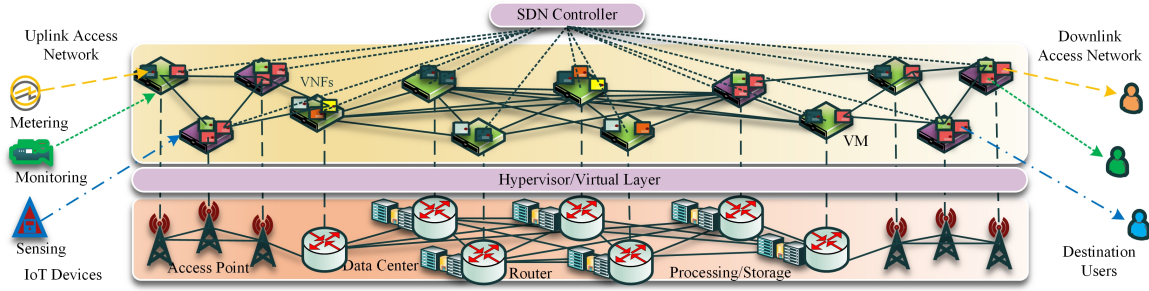 SDN Controller
Uplink Access
Network
Downlink
Access Network
VNFs
Metering
VM
Monitoring
Hypervisor/Virtual Layer
Sensing
IoT Devices
Access Point
Data Center
Router
Processing/Storage
Destination
Users